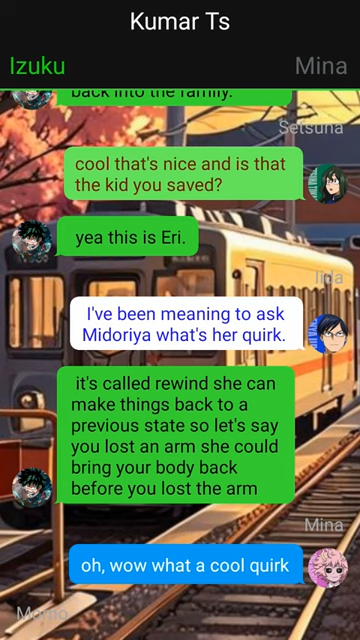 Kumar Ts
Izuku
Mina
back into the family.
Setsuna
cool that's nice and is that
the kid you saved?
yea this is Eri.
Iida
I've been meaning to ask
Midoriya what's her quirk.
it's called rewind she can
make things back to a
previous state so let's say
you lost an arm she could
bring your body back
before you lost the arm
Mina
oh, wow what a cool quirk
Momo